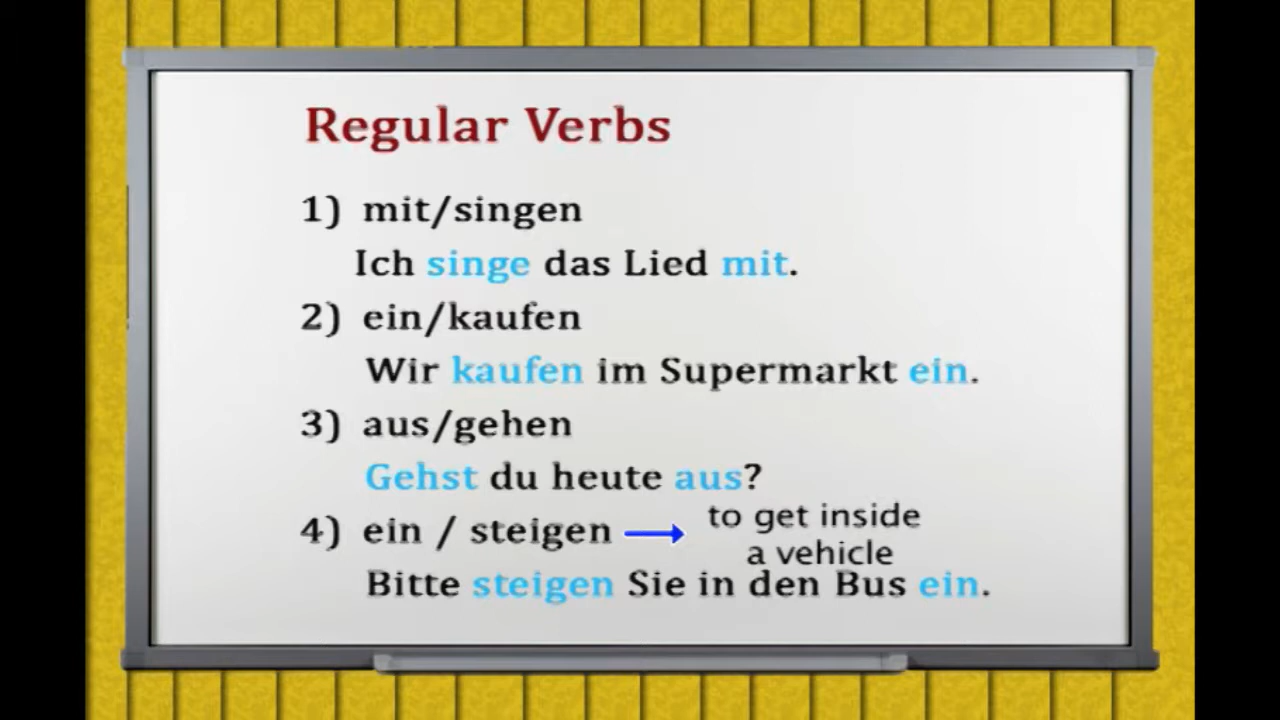 Regular Verbs
1) mit/singen
Ich singe das Lied mit.
2) ein/kaufen
Wir kaufen im Supermarkt ein.
3) aus/gehen
Gehst du heute aus?
4) ein / steigen
to get inside
a vehicle
Bitte steigen Sie in den Bus ein.